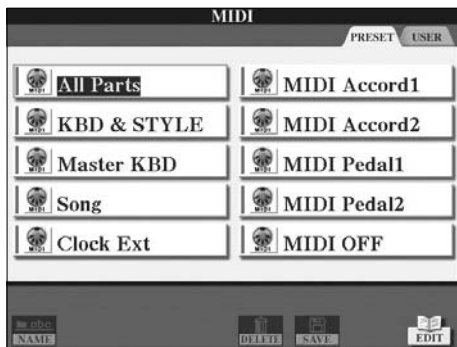 MIDI
PRESET USER
All Parts
KBD & STYLE
Master KBD
Song
Clock Ext
MIDI Accord1
MIDI Accord2
MIDI Pedal1
MIDI Pedal2
MIDI OFF
NAME DELETE SAVE EDIT